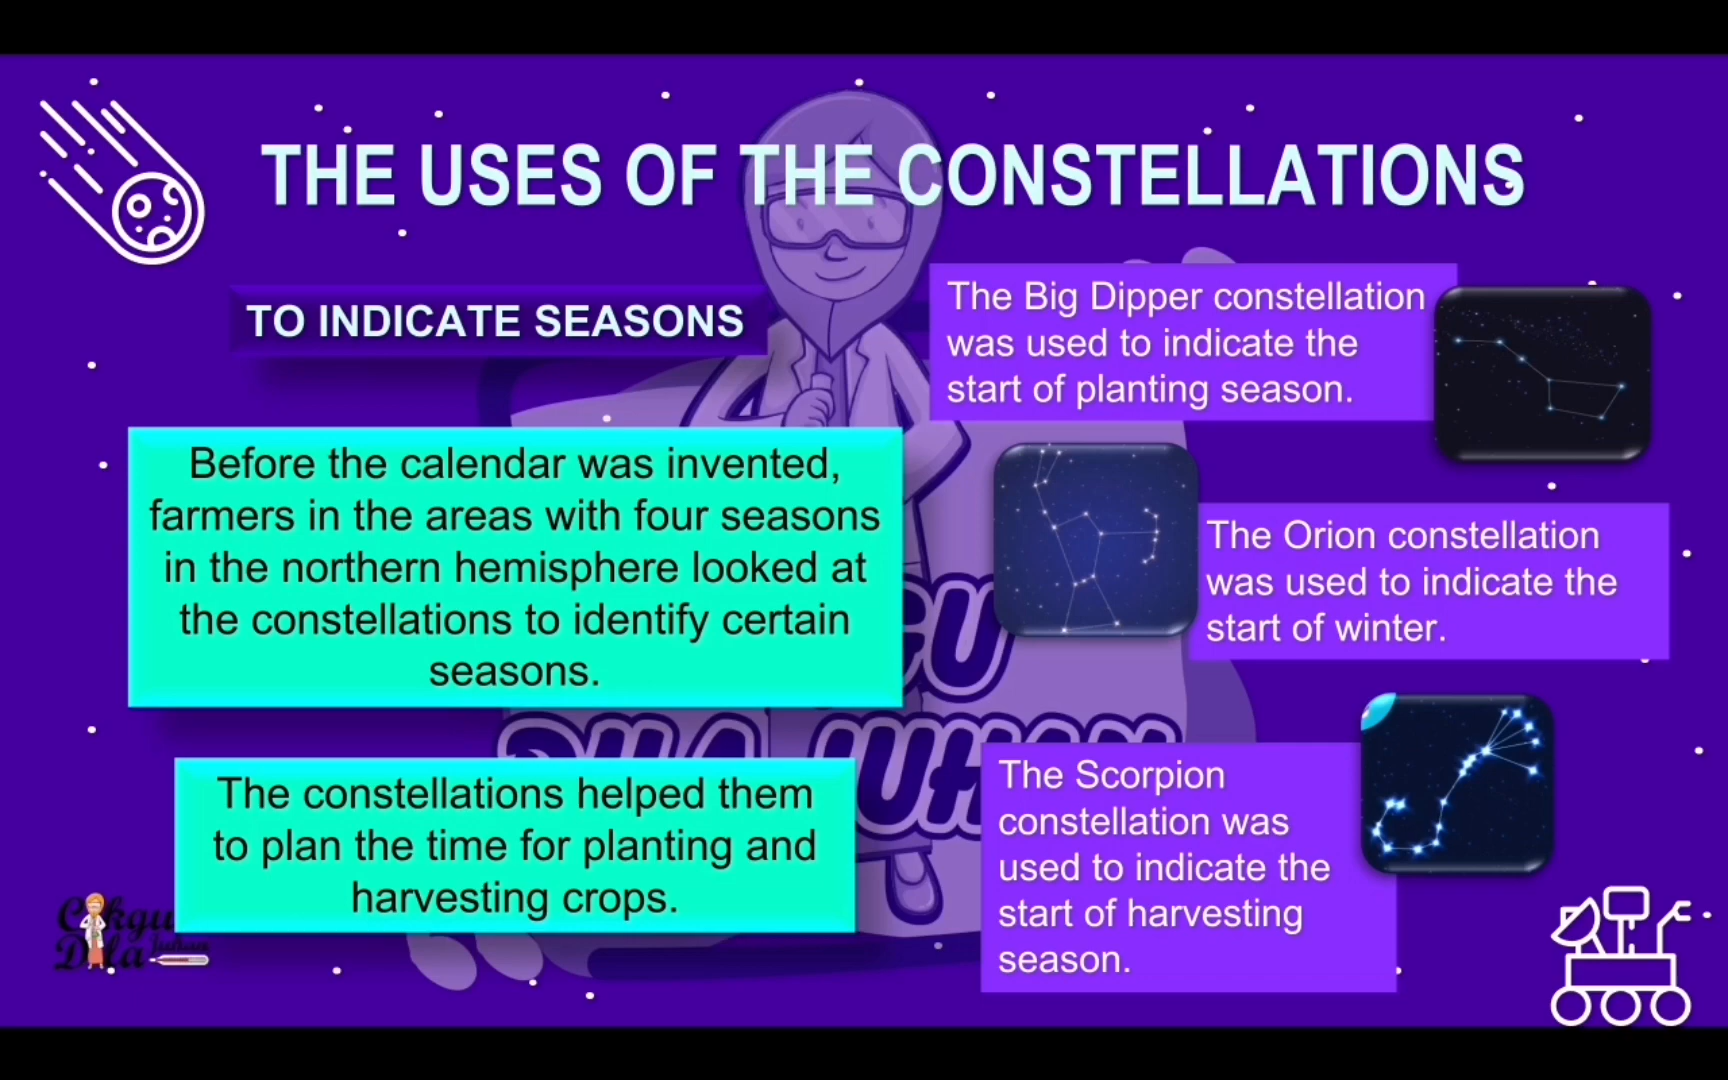 THE USES OF THE CONSTELLATIONS
TO INDICATE SEASONS
Before the calendar was invented,
farmers in the areas with four seasons
in the northern hemisphere looked at
the constellations to identify certain
seasons.
The constellations helped them
to plan the time for planting and
harvesting crops.
The Big Dipper constellation
was used to indicate the
start of planting season.
The Orion constellation
was used to indicate the
start of winter.
The Scorpion
constellation was
used to indicate the
start of harvesting
season.